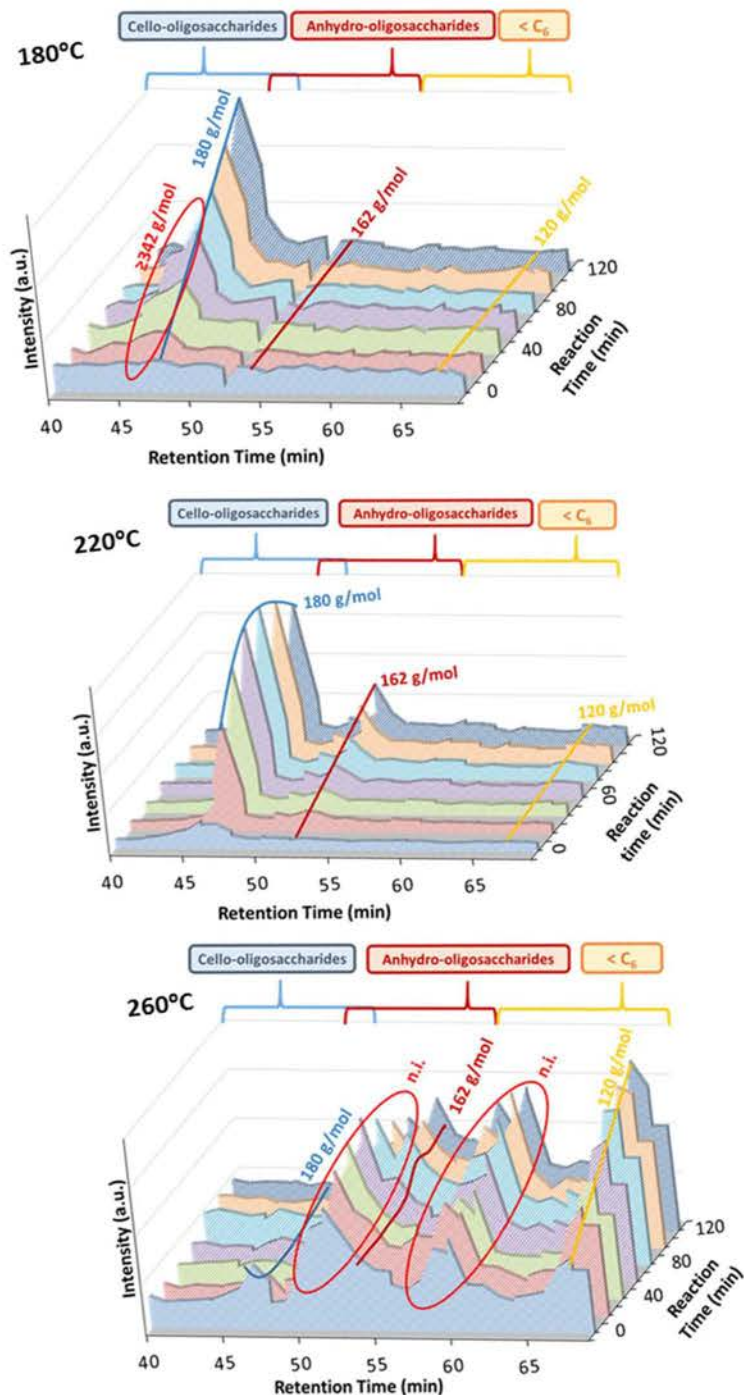 Cello-oligosaccharides
Anhydro-oligosaccharides
< C6
180°C
180 g/mol
≥342 g/mol
162 g/mol
120 g/mol
Intensity (a.u.)
120
80
40
0
Reaction
Time (min)
40 45 50 55 60 65
Retention Time (min)
Cello-oligosaccharides
Anhydro-oligosaccharides
< C6
220°C
180 g/mol
162 g/mol
120 g/mol
Intensity (a.u.)
120
60
0
Reaction
time (min)
40 45 50 55 60 65
Retention Time (min)
Cello-oligosaccharides
Anhydro-oligosaccharides
< C6
260°C
n.i.
n.i.
180 g/mol
162 g/mol
120 g/mol
Intensity (a.u.)
120
80
40
0
Reaction
Time (min)
40 45 50 55 60 65
Retention Time (min)